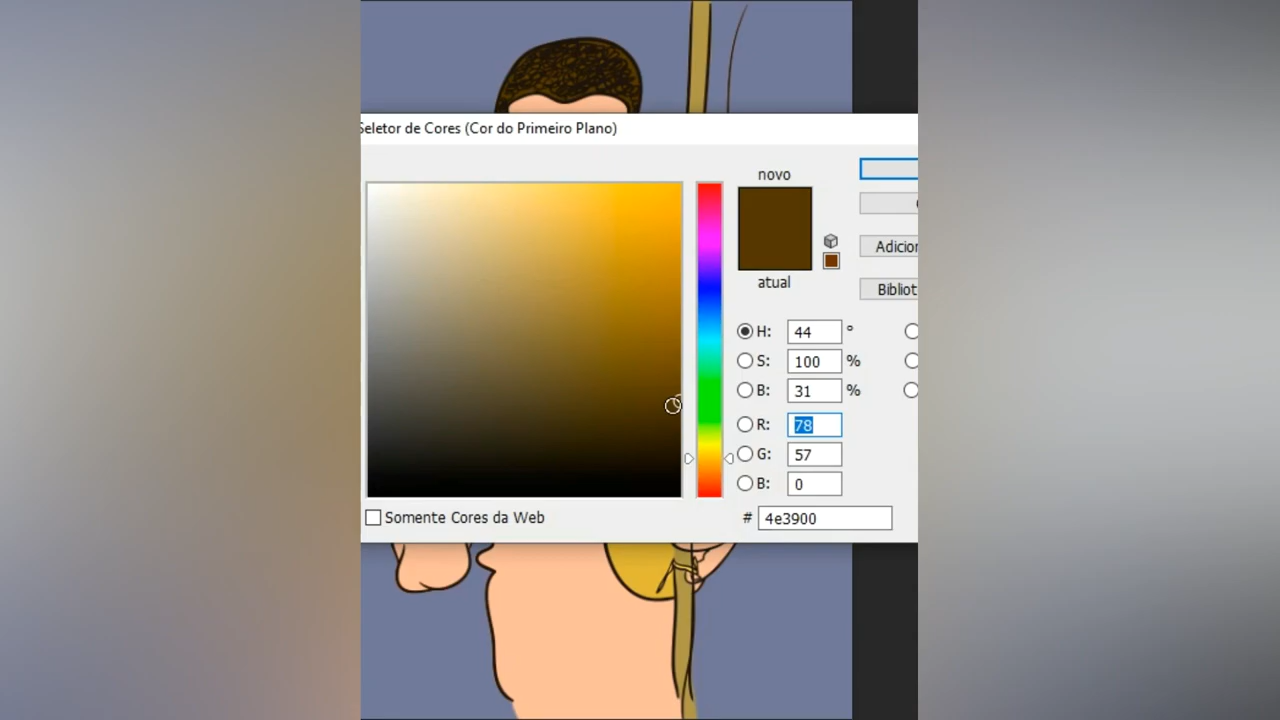 Seletor de Cores (Cor do Primeiro Plano)
novo
atual
Adicior
Bibliot
H: 44 °
S: 100 %
B: 31 %
R: 78
G: 57
B: 0
# 4e3900
Somente Cores da Web